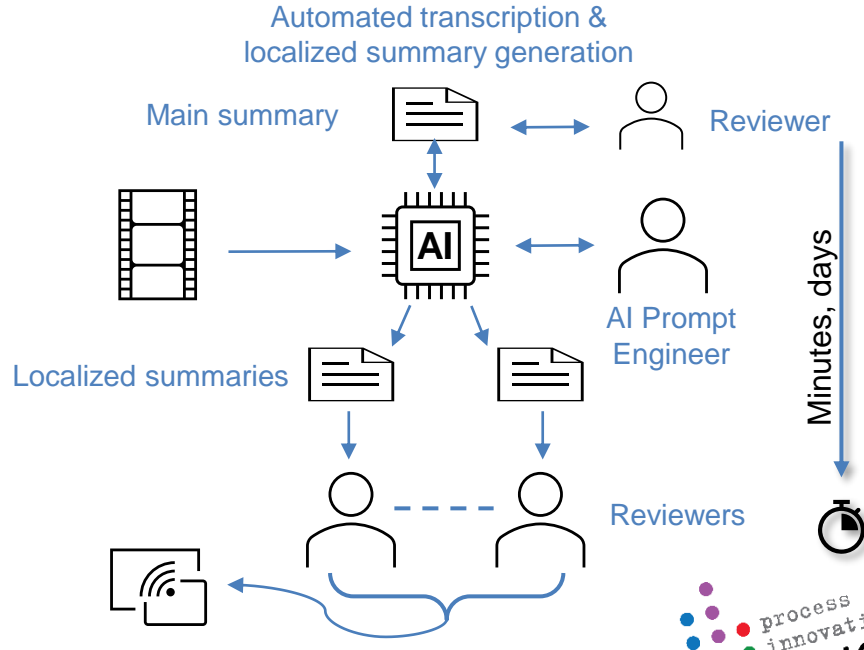 Automated transcription &
localized summary generation
Main summary
Reviewer
AI
AI Prompt
Engineer
Minutes, days
Localized summaries
Reviewers
process